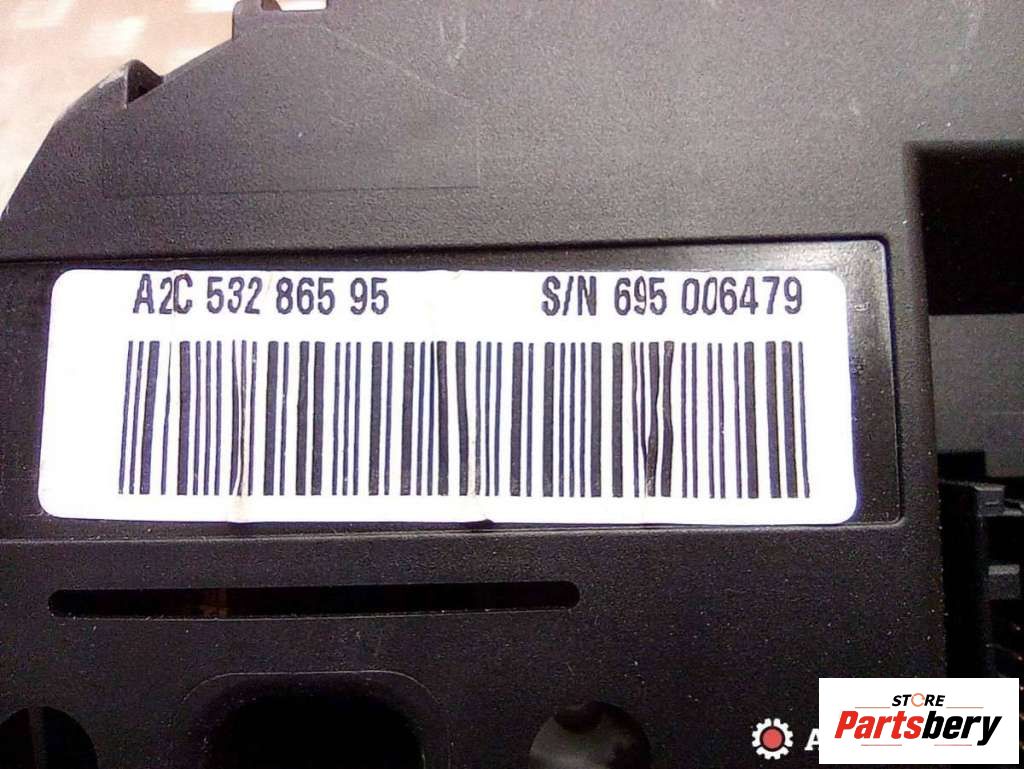 A2C 532 865 95 S/N 695 006479
STORE
Partsbery